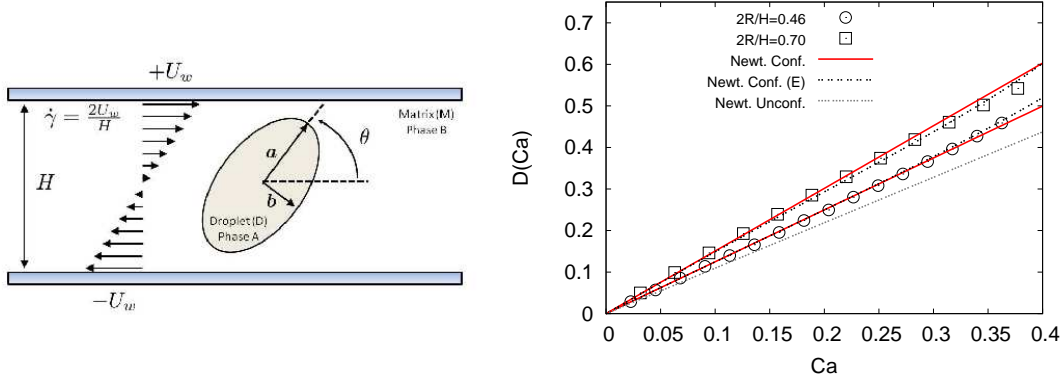 +U_w
γ̇ = 2U_w/H
Matrix(M)
Phase B
θ
a
H
b
Droplet(D)
Phase A
−U_w
D(Ca)
0.7
0.6
0.5
0.4
0.3
0.2
0.1
0
2R/H=0.46
2R/H=0.70
Newt. Conf.
Newt. Conf. (E)
Newt. Unconf.
0 0.05 0.1 0.15 0.2 0.25 0.3 0.35 0.4
Ca